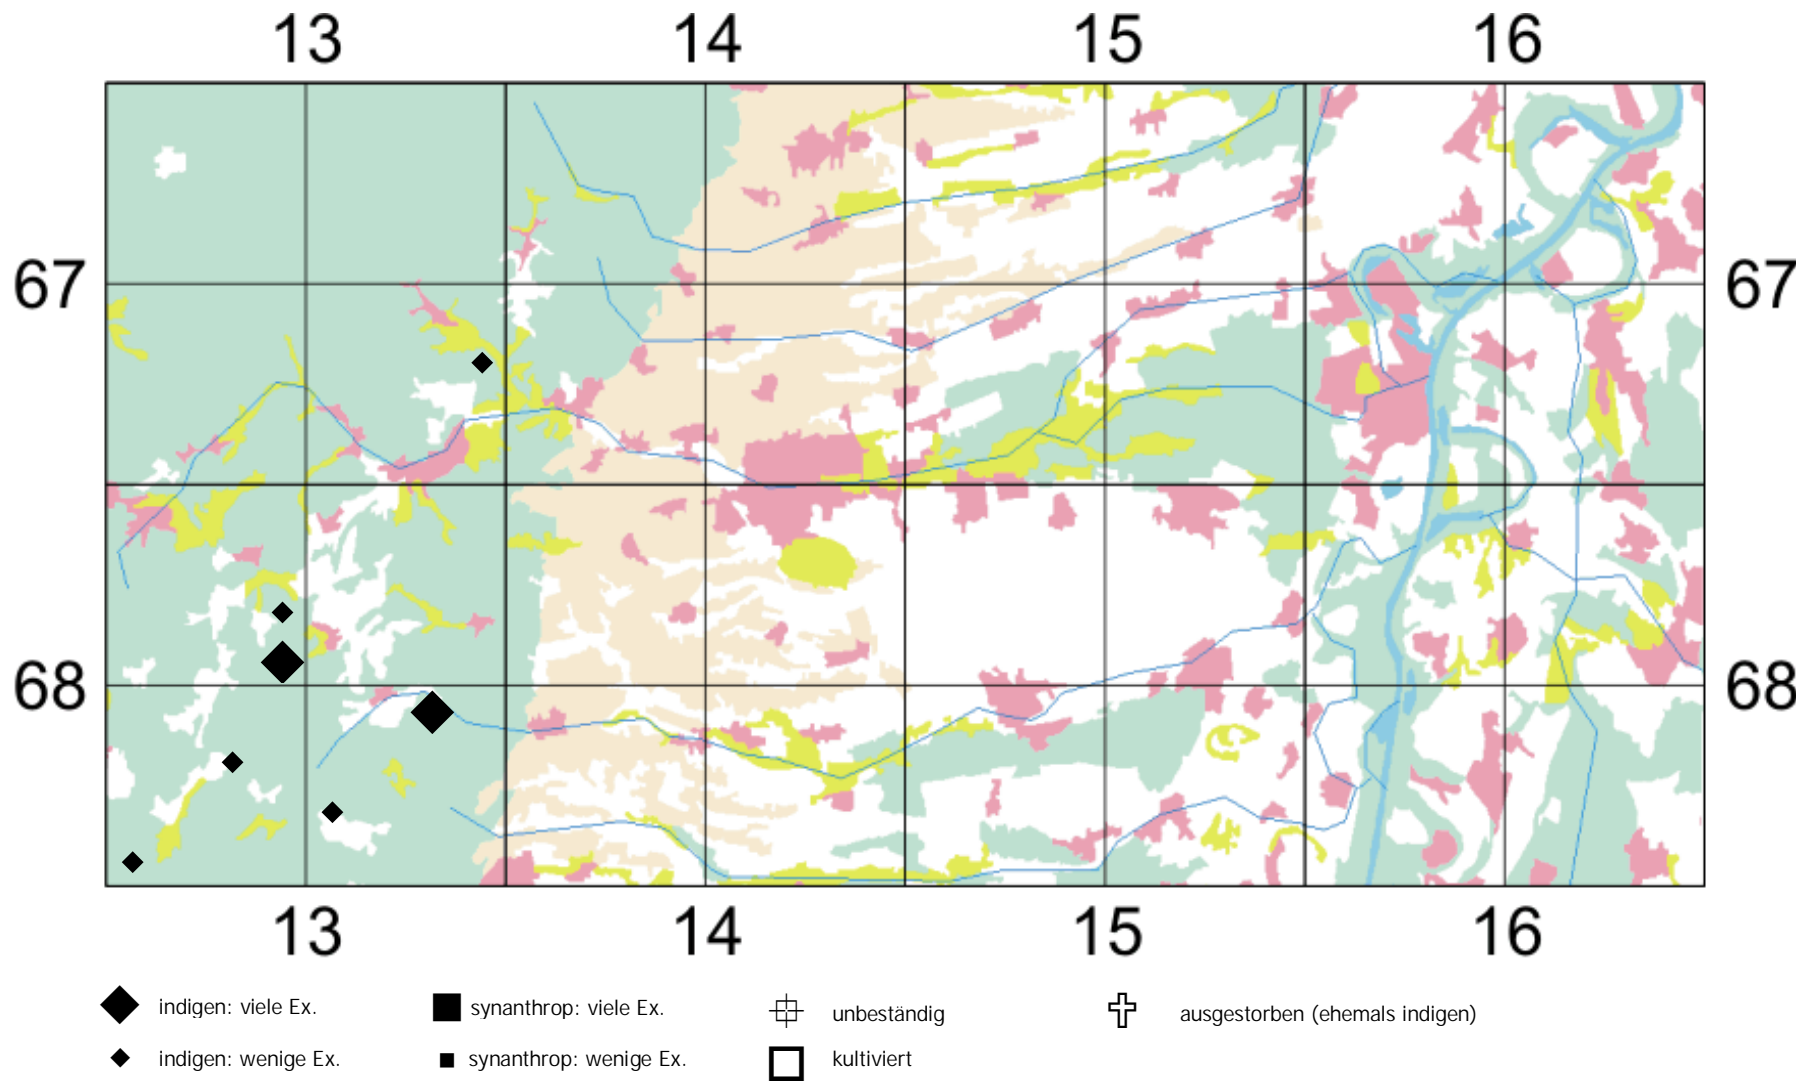 13 14 15 16
67 67
68 68
13 14 15 16
indigen: viele Ex. synanthrop: viele Ex. unbeständig ausgestorben (ehemals indigen)
indigen: wenige Ex. synanthrop: wenige Ex. kultiviert